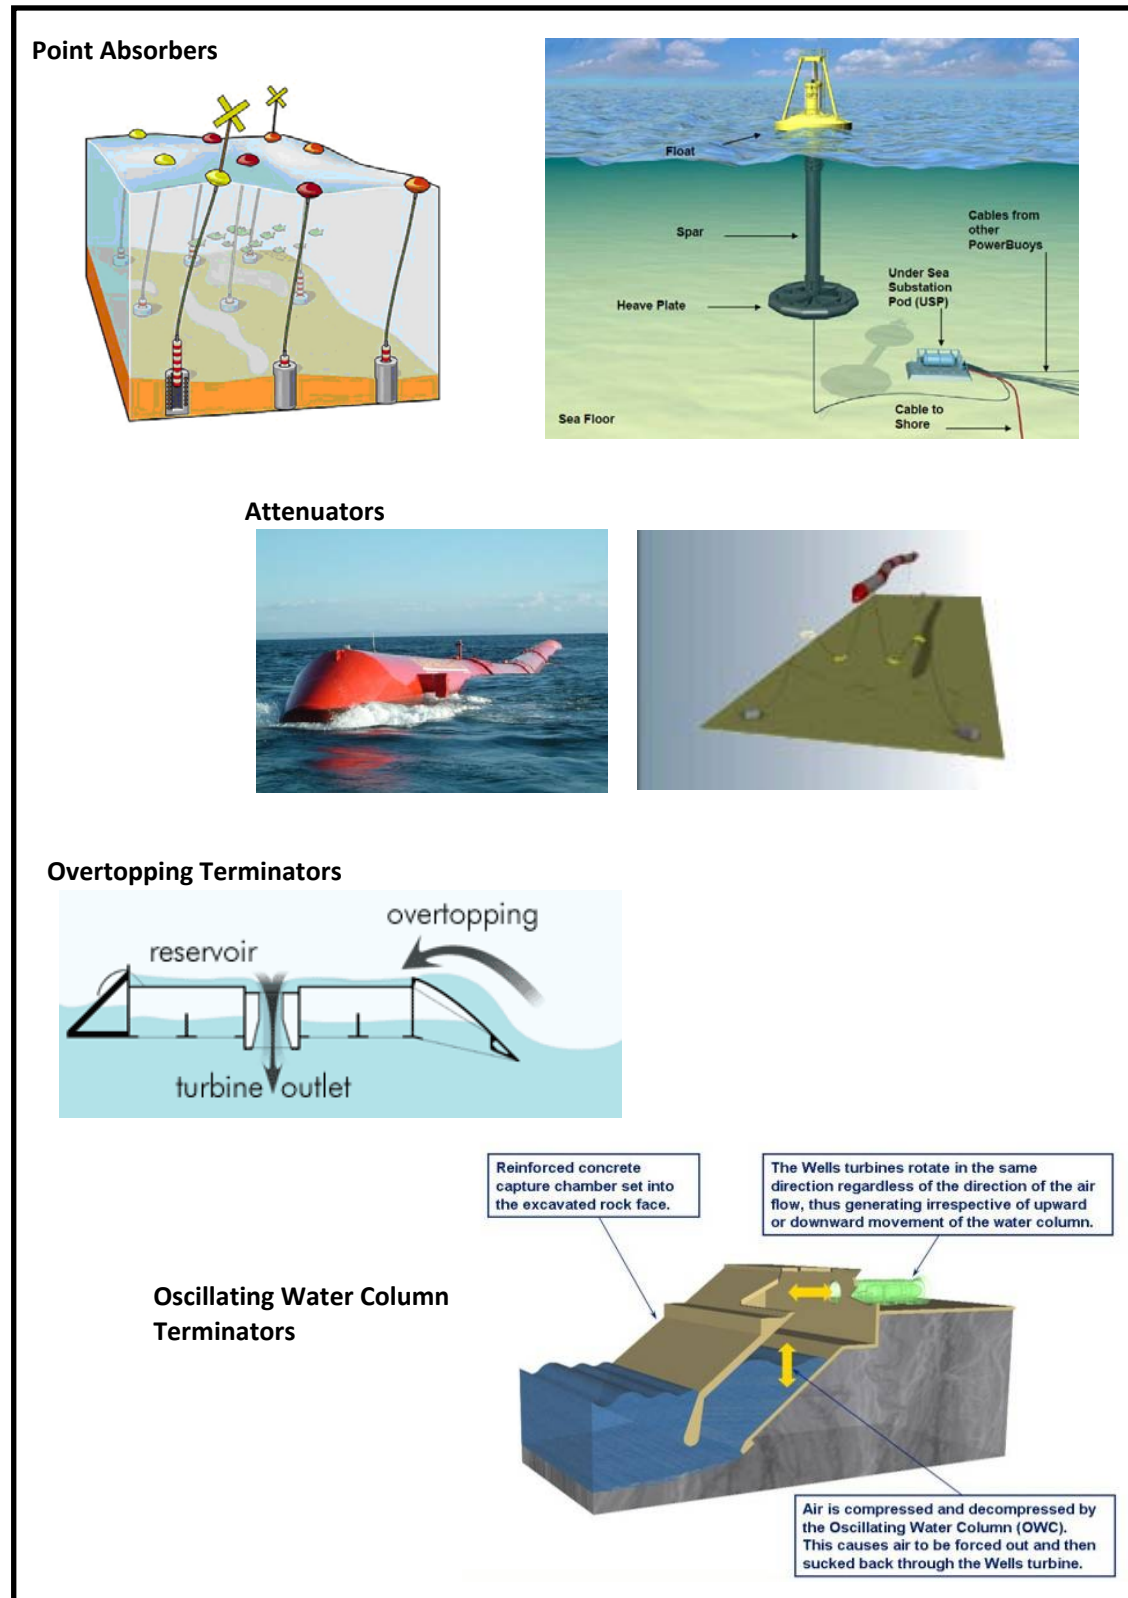 Point Absorbers
Float
Spar
Heave Plate
Cables from
other
PowerBuoys
Under Sea
Substation
Pod (USP)
Sea Floor
Cable to
Shore
Attenuators
Overtopping Terminators
overtopping
reservoir
turbine outlet
Reinforced concrete
capture chamber set into
the excavated rock face.
The Wells turbines rotate in the same
direction regardless of the direction of the air
flow, thus generating irrespective of upward
or downward movement of the water column.
Oscillating Water Column
Terminators
Air is compressed and decompressed by
the Oscillating Water Column (OWC).
This causes air to be forced out and then
sucked back through the Wells turbine.